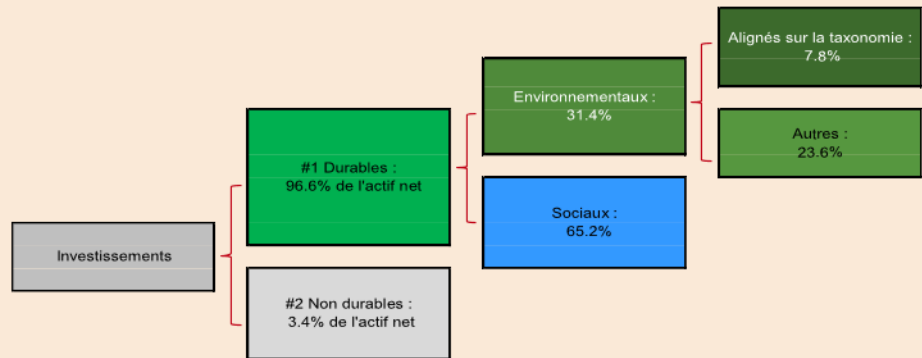 Investissements
#1 Durables :
96.6% de l'actif net
#2 Non durables :
3.4% de l'actif net
Environnementaux :
31.4%
Sociaux :
65.2%
Alignés sur la taxonomie :
7.8%
Autres :
23.6%